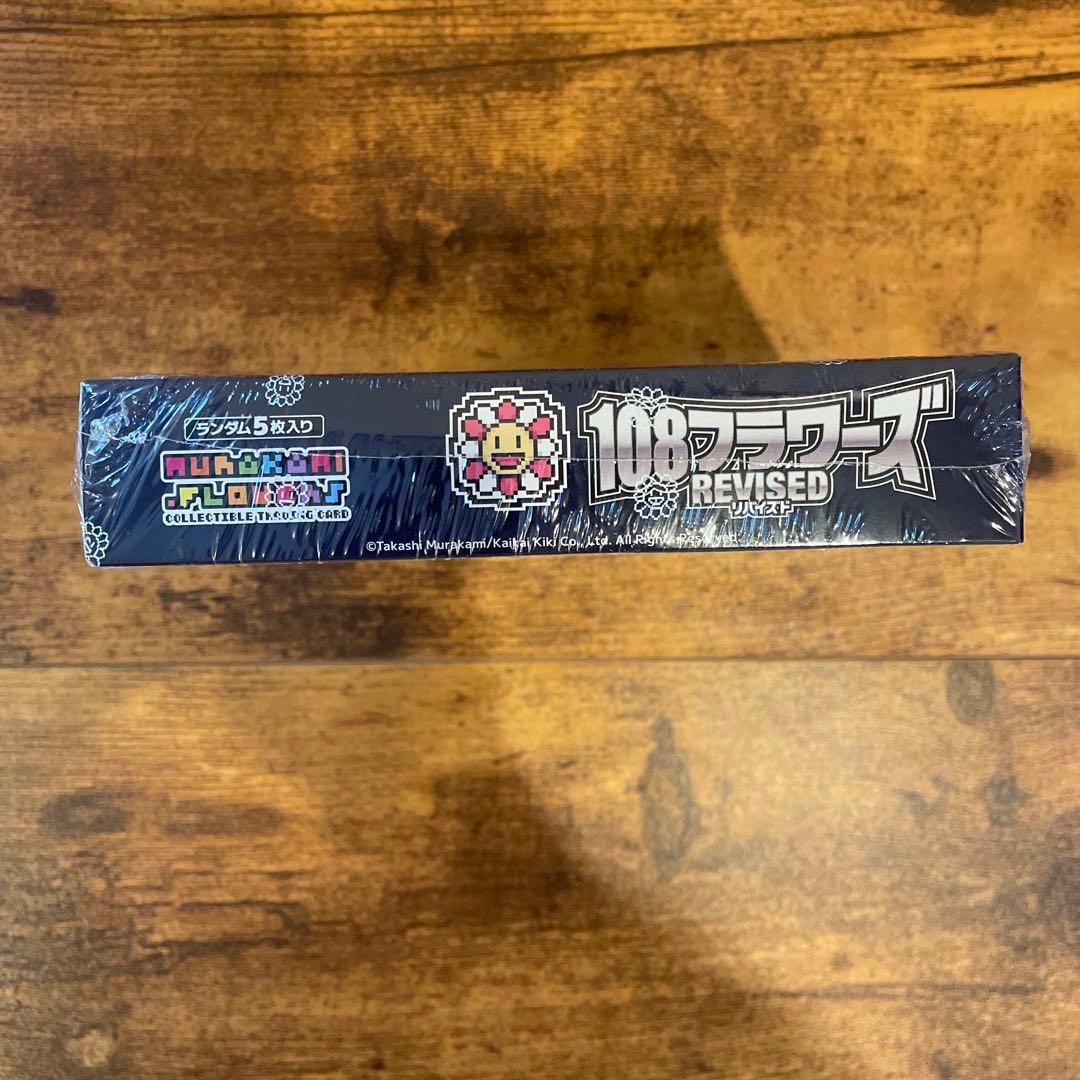 ランダム5枚入り
MURAKAMI
.FLOWERS
COLLECTIBLE TRADING CARD
108フラワーズ
REVISED
リバイズド
©Takashi Murakami/Kaikai Kiki Co., Ltd. All Rights Reserved.